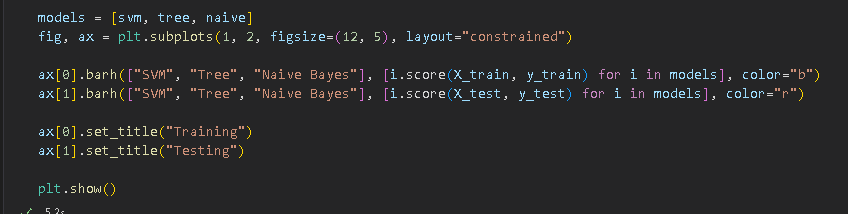 models = [svm, tree, naive]
fig, ax = plt.subplots(1, 2, figsize=(12, 5), layout="constrained")
ax[0].barh(["SVM", "Tree", "Naive Bayes"], [i.score(X_train, y_train) for i in models], color="b")
ax[1].barh(["SVM", "Tree", "Naive Bayes"], [i.score(X_test, y_test) for i in models], color="r")
ax[0].set_title("Training")
ax[1].set_title("Testing")
plt.show()
✓ 5.2s